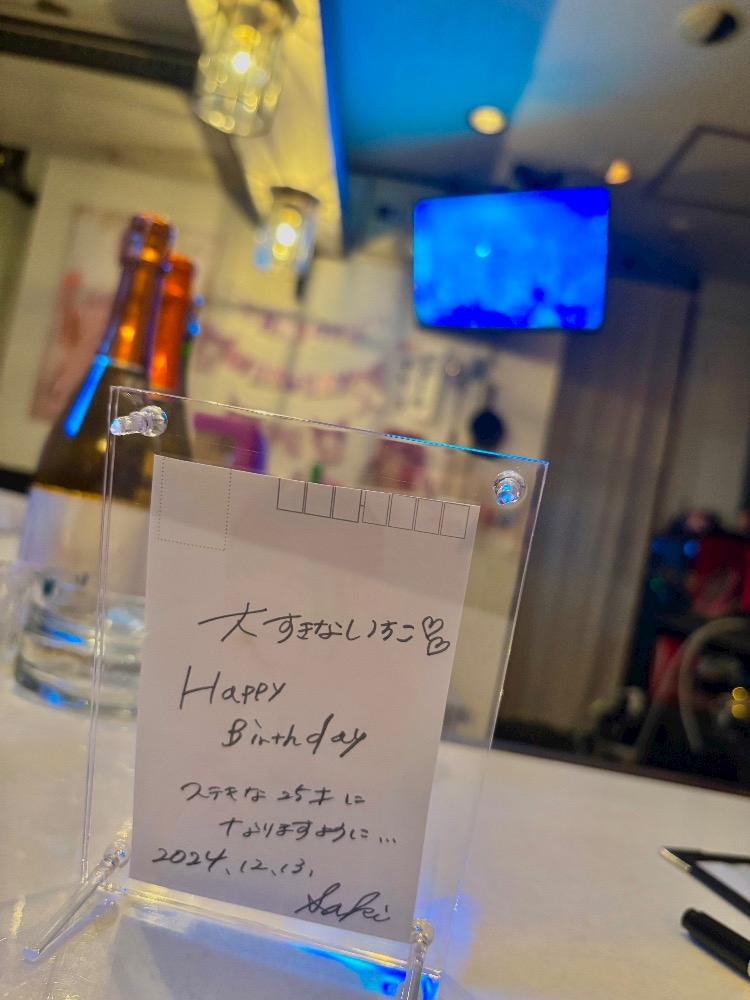 大すきないちご♡♡
Happy
Birthday
ステキな25才に
なりますように...
2024.12.13.
Saki